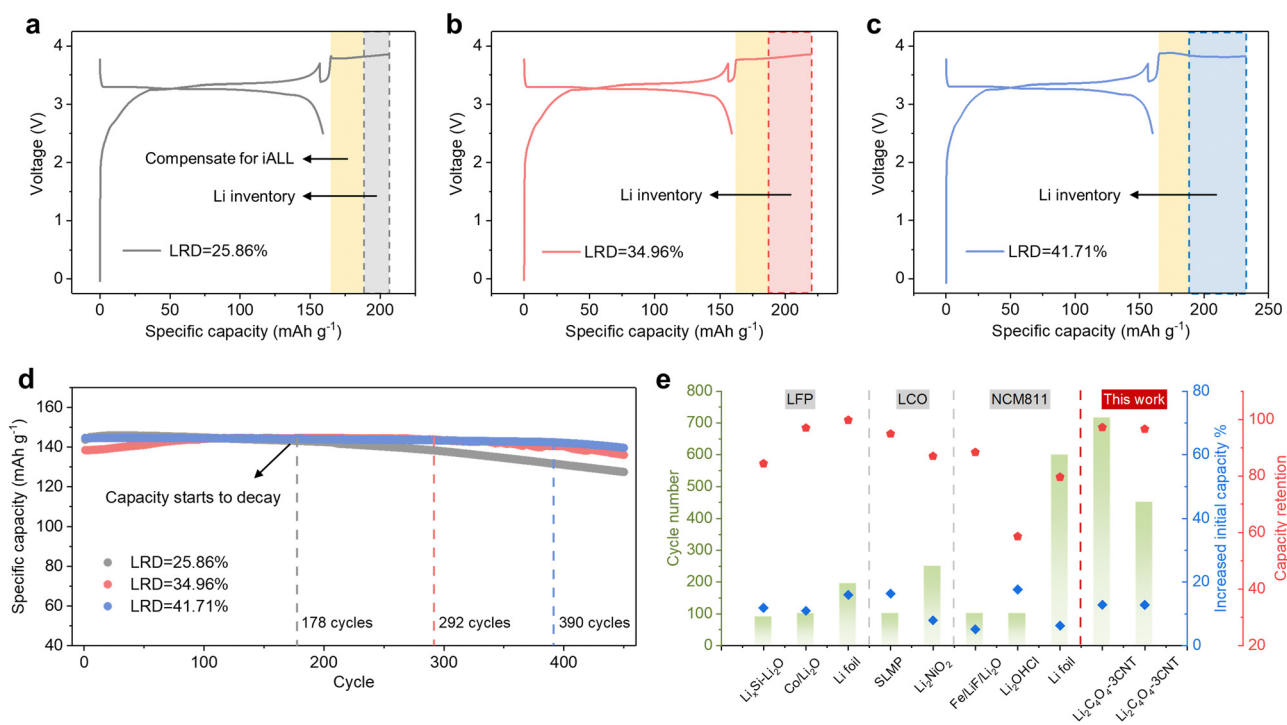 a
4
3
2
1
0
Voltage (V)
Compensate for iALL
Li inventory
LRD=25.86%
0
50
100
150
200
Specific capacity (mAh g⁻¹)
b
4
3
2
1
0
Voltage (V)
Li inventory
LRD=34.96%
0
50
100
150
200
Specific capacity (mAh g⁻¹)
c
4
3
2
1
0
Voltage (V)
Li inventory
LRD=41.71%
0
50
100
150
200
250
Specific capacity (mAh g⁻¹)
d
160
140
120
100
80
60
40
Specific capacity (mAh g⁻¹)
Capacity starts to decay
LRD=25.86%
LRD=34.96%
LRD=41.71%
178 cycles
292 cycles
390 cycles
0
100
200
300
400
Cycle
e
800
700
600
500
400
300
200
100
0
Cycle number
LFP
LCO
NCM811
This work
80
60
40
20
0
Increased initial capacity %
100
80
60
40
20
Capacity retention
LiₓSi-Li₂O
Co/Li₂O
Li foil
SLMP
Li₂NiO₂
Fe/LiF/Li₂O
Li₂OHCl
Li foil
Li₂C₄O₄-3CNT
Li₂C₄O₄-3CNT